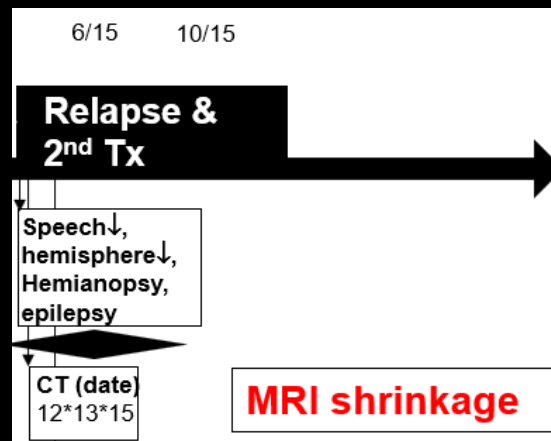 6/15 10/15
Relapse &
2nd Tx
Speech↓,
hemisphere↓,
Hemianopsy,
epilepsy
CT (date)
12*13*15
MRI shrinkage